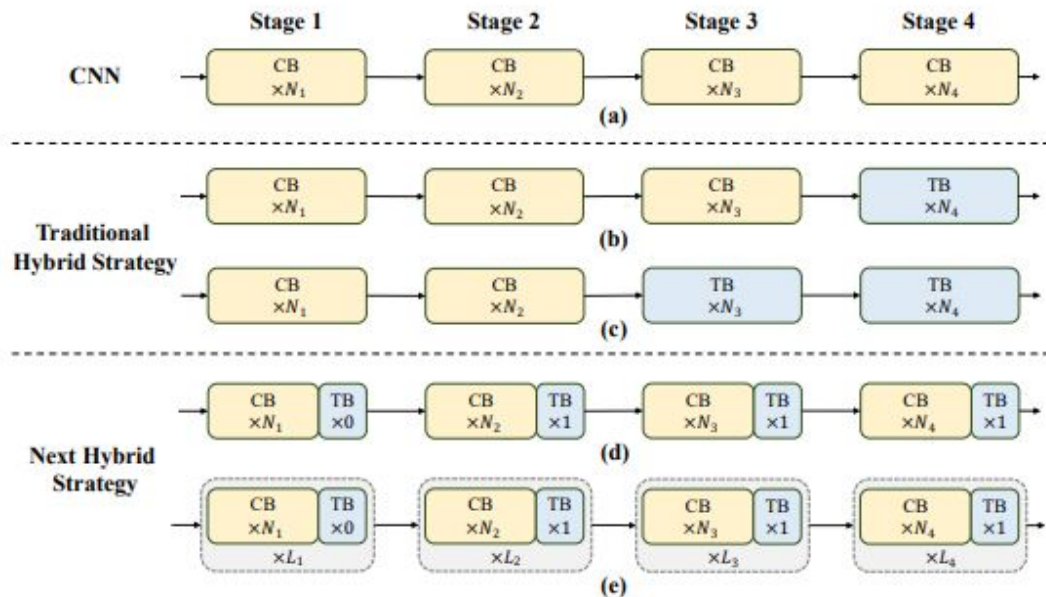 Stage 1 Stage 2 Stage 3 Stage 4
CNN
CB CB CB CB
×N₁ ×N₂ ×N₃ ×N₄
(a)
Traditional
Hybrid Strategy
CB CB CB TB
×N₁ ×N₂ ×N₃ ×N₄
(b)
CB CB TB TB
×N₁ ×N₂ ×N₃ ×N₄
(c)
Next Hybrid
Strategy
CB TB CB TB CB TB CB TB
×N₁ ×0 ×N₂ ×1 ×N₃ ×1 ×N₄ ×1
(d)
CB TB CB TB CB TB CB TB
×N₁ ×0 ×N₂ ×1 ×N₃ ×1 ×N₄ ×1
×L₁ ×L₂ ×L₃ ×L₄
(e)